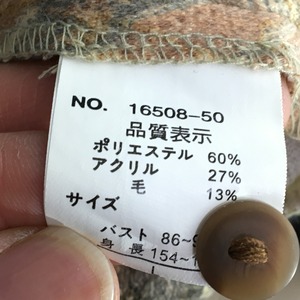 NO. 16508-50
品質表示
ポリエステル 60%
アクリル 27%
毛 13%
サイズ
バスト 86~
身長 154~
L